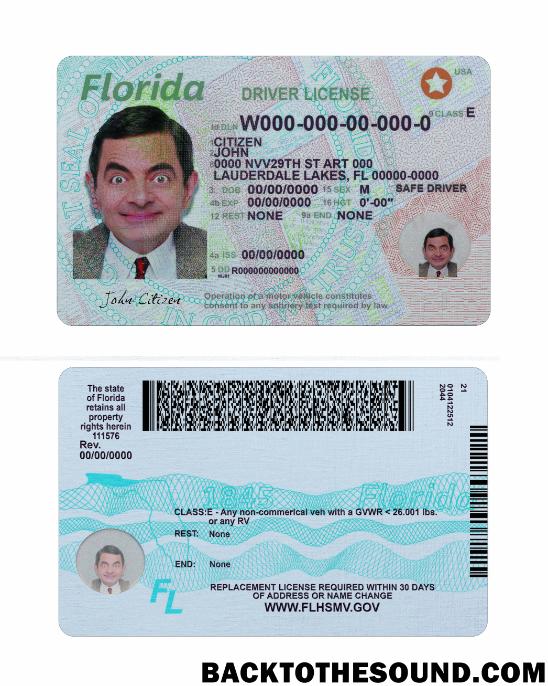 Florida
DRIVER LICENSE
USA
9 CLASS E
4d DLN W000-000-00-000-0
1 CITIZEN
2 JOHN
8 0000 NVV29TH ST ART 000
LAUDERDALE LAKES, FL 00000-0000
3. DOB 00/00/0000 15 SEX M SAFE DRIVER
4b EXP 00/00/0000 16 HGT 0'-00"
12 REST NONE 9a END NONE
4a ISS 00/00/0000
5 DD R000000000000
John Citizen
Operation of a motor vehicle constitutes
consent to any sobriety test required by law.
The state
of Florida
retains all
property
rights herein
111576
Rev.
00/00/0000
21
0104122512
2044
1845 Florida
CLASS:E - Any non-commerical veh with a GVWR < 26.001 lbs.
or any RV
REST: None
END: None
FL
REPLACEMENT LICENSE REQUIRED WITHIN 30 DAYS
OF ADDRESS OR NAME CHANGE
WWW.FLHSMV.GOV
BACKTOTHESOUND.COM